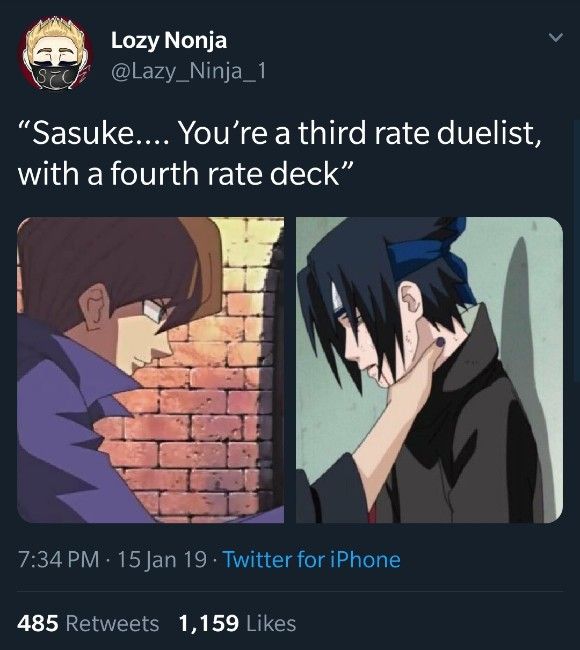 Lozy Nonja
@Lazy_Ninja_1
“Sasuke.... You’re a third rate duelist,
with a fourth rate deck”
7:34 PM · 15 Jan 19 · Twitter for iPhone
485 Retweets 1,159 Likes